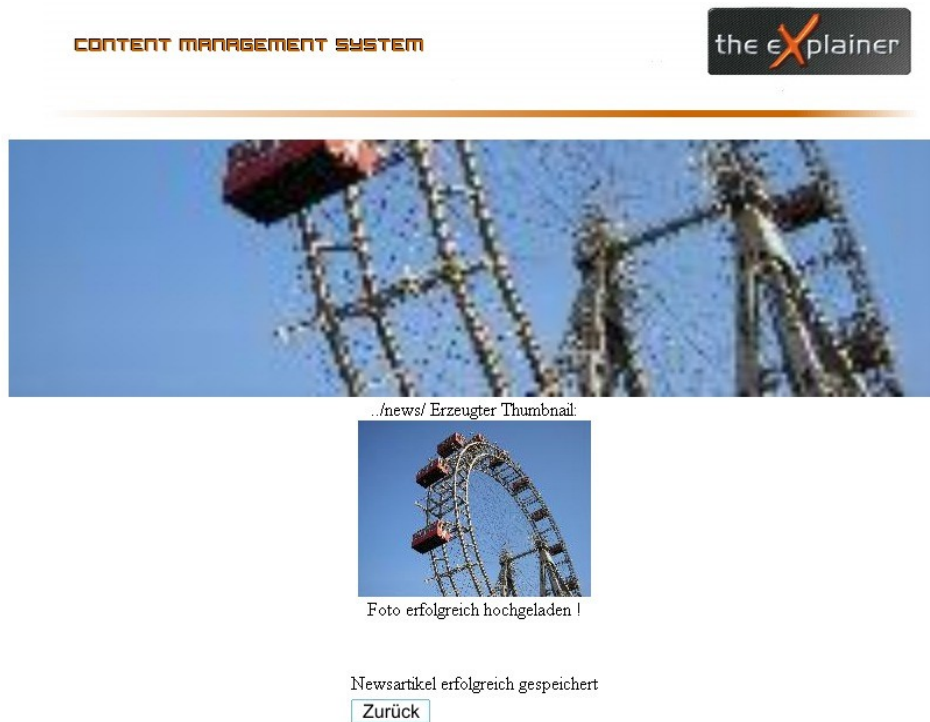 CONTENT MANAGEMENT SYSTEM
the eXplainer
../news/ Erzeugter Thumbnail:
Foto erfolgreich hochgeladen !
Newsartikel erfolgreich gespeichert
Zurück